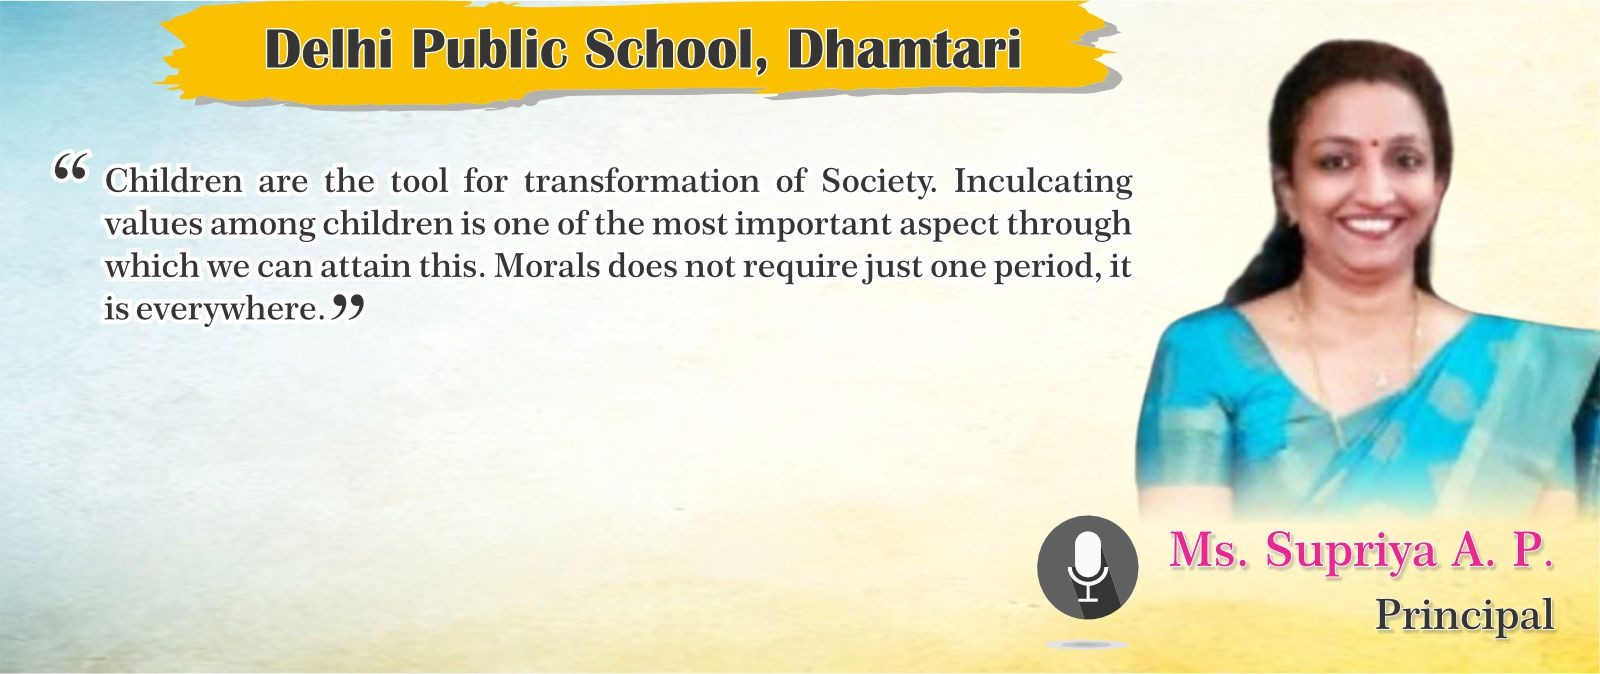 Delhi Public School, Dhamtari
“ Children are the tool for transformation of Society. Inculcating
values among children is one of the most important aspect through
which we can attain this. Morals does not require just one period, it
is everywhere. ”
Ms. Supriya A. P.
Principal